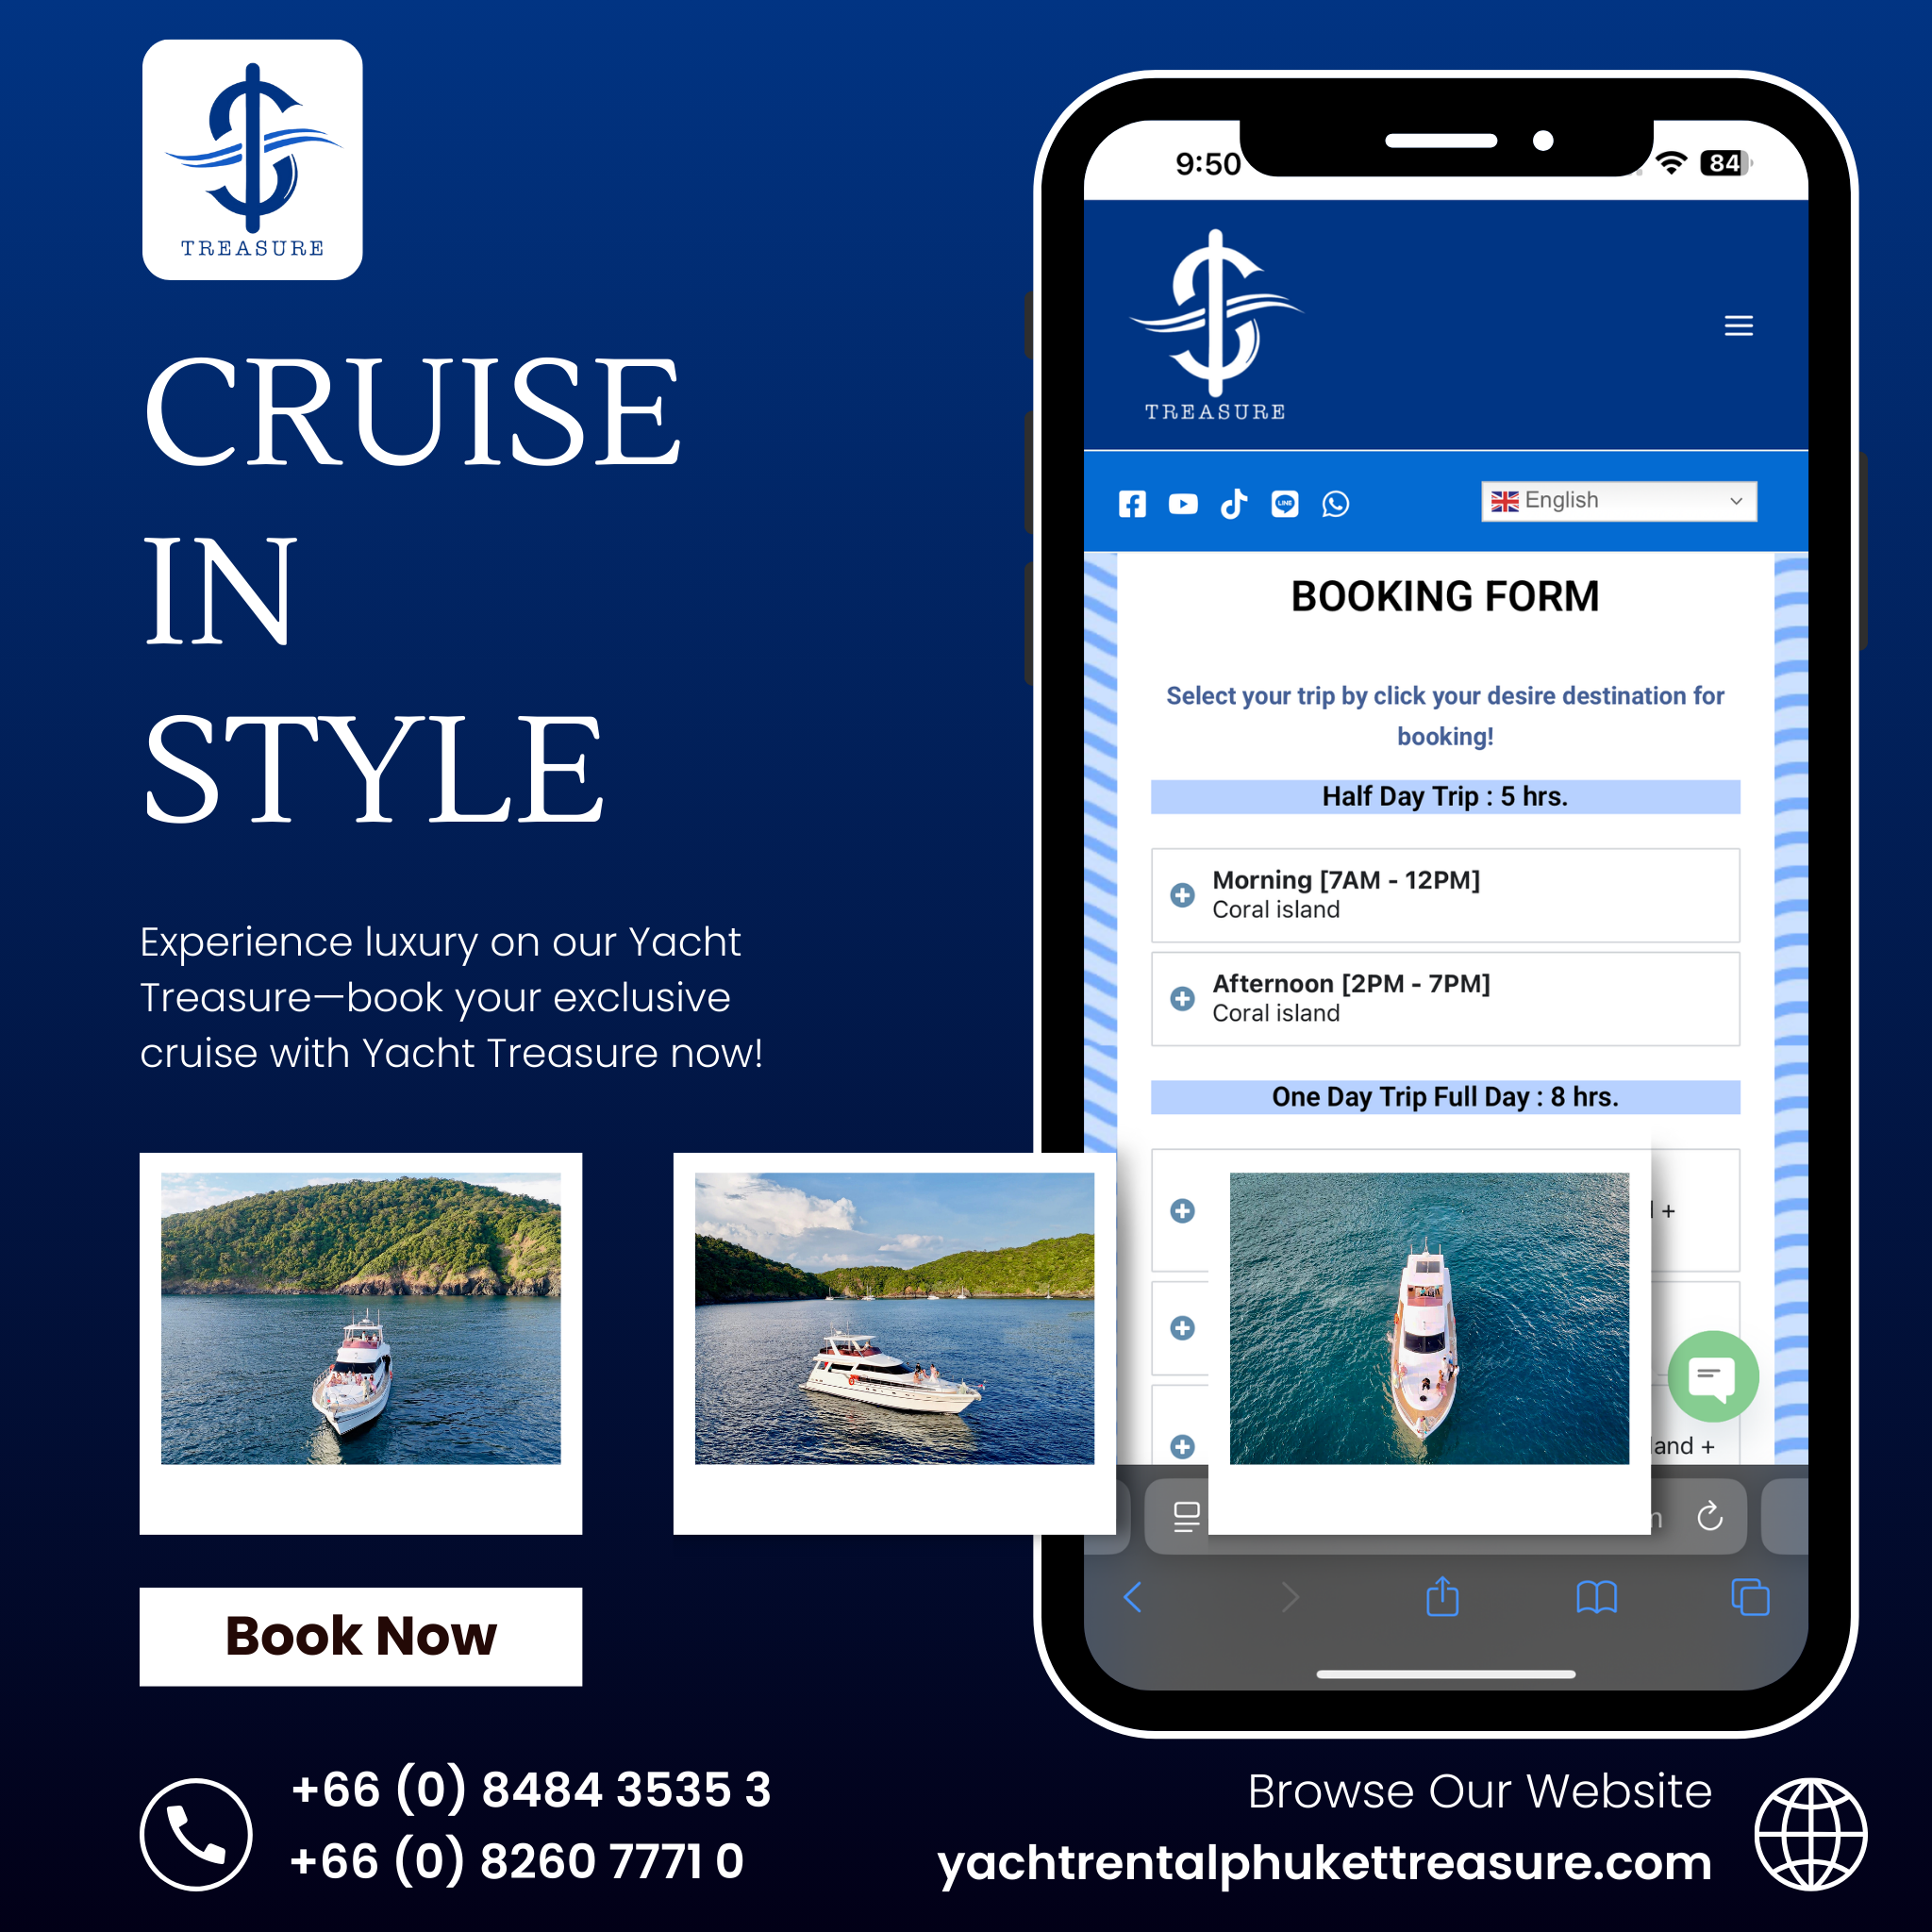 TREASURE
CRUISE
IN
STYLE
Experience luxury on our Yacht
Treasure—book your exclusive
cruise with Yacht Treasure now!
Book Now
+66 (0) 8484 3535 3
+66 (0) 8260 7771 0
9:50
84
TREASURE
LINE
English
BOOKING FORM
Select your trip by click your desire destination for
booking!
Half Day Trip : 5 hrs.
Morning [7AM - 12PM]
Coral island
Afternoon [2PM - 7PM]
Coral island
One Day Trip Full Day : 8 hrs.
+
+
Browse Our Website
yachtrentalphukettreasure.com